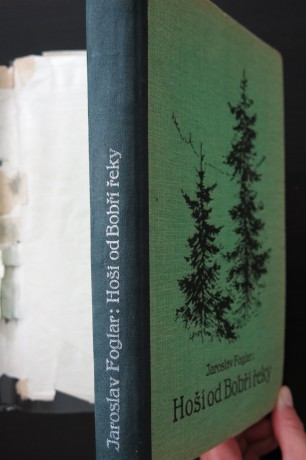 Jaroslav Foglar: Hoši od Bobří řeky
Jaroslav Foglar:
Hoši od Bobří řeky